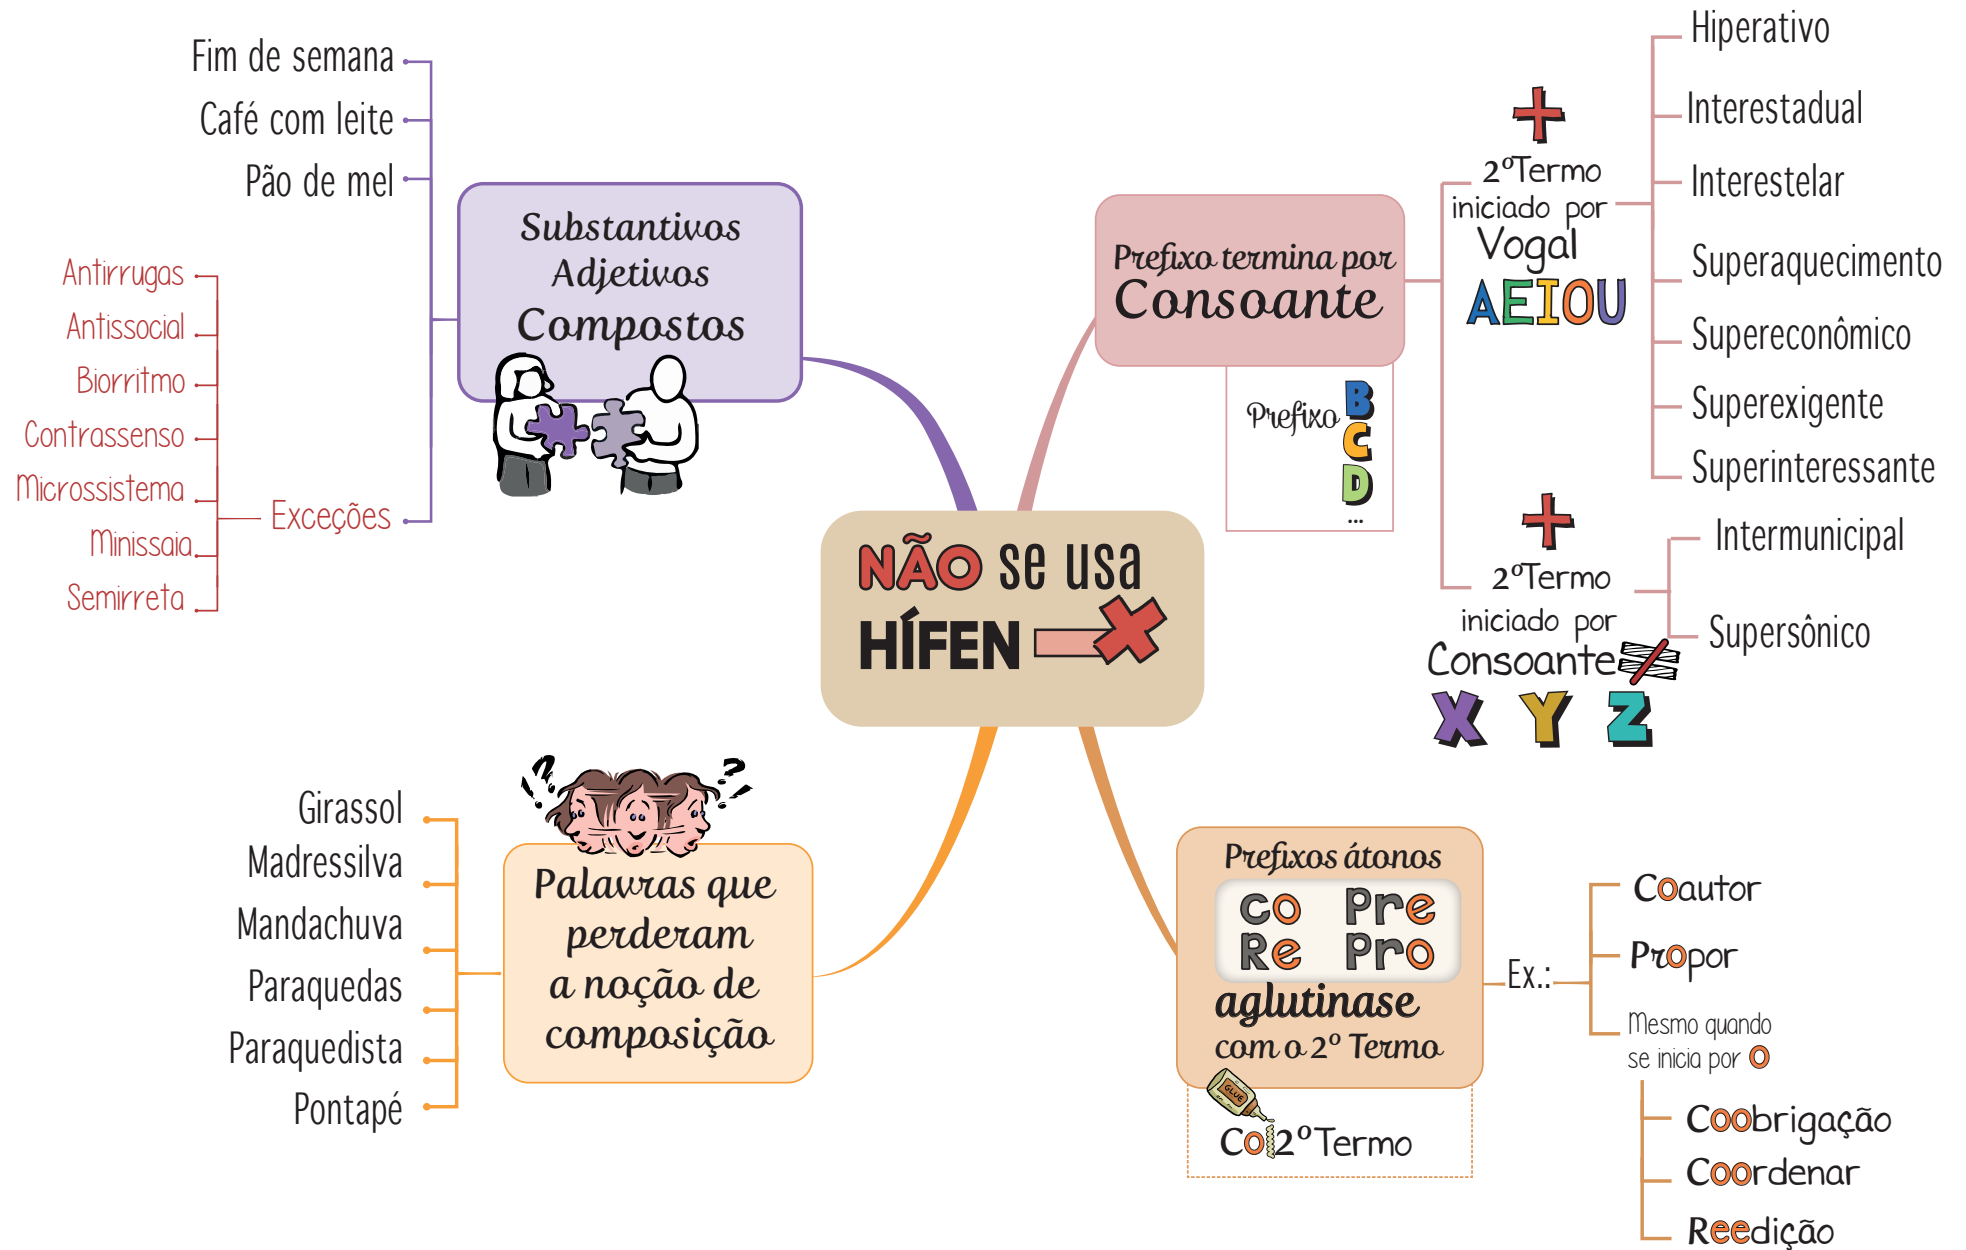 NÃO se usa
HÍFEN
Substantivos
Adjetivos
Compostos
Fim de semana
Café com leite
Pão de mel
Exceções
Antirrugas
Antissocial
Biorritmo
Contrassenso
Microssistema
Minissaia
Semirreta
Prefixo termina por
Consoante
Prefixo B
C
D
...
2ºTermo
iniciado por
Vogal
AEIOU
Hiperativo
Interestadual
Interestelar
Superaquecimento
Supereconômico
Superexigente
Superinteressante
2ºTermo
iniciado por
Consoante
X Y Z
Intermunicipal
Supersônico
Palavras que
perderam
a noção de
composição
Girassol
Madressilva
Mandachuva
Paraquedas
Paraquedista
Pontapé
Prefixos átonos
co Pre
Re Pro
aglutinase
com o 2º Termo
GLUE
Co 2ºTermo
Ex.:
Coautor
Propor
Mesmo quando
se inicia por O
Coobrigação
Coordenar
Reedição